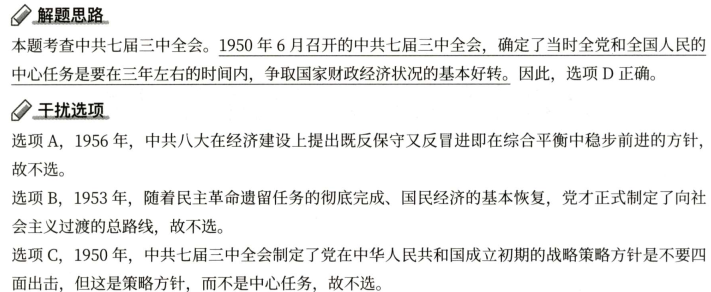 解题思路
本题考查中共七届三中全会。1950 年 6 月召开的中共七届三中全会，确定了当时全党和全国人民的
中心任务是要在三年左右的时间内，争取国家财政经济状况的基本好转。因此，选项 D 正确。
干扰选项
选项 A，1956 年，中共八大在经济建设上提出既反保守又反冒进即在综合平衡中稳步前进的方针，
故不选。
选项 B，1953 年，随着民主革命遗留任务的彻底完成、国民经济的基本恢复，党才正式制定了向社
会主义过渡的总路线，故不选。
选项 C，1950 年，中共七届三中全会制定了党在中华人民共和国成立初期的战略策略方针是不要四
面出击，但这是策略方针，而不是中心任务，故不选。